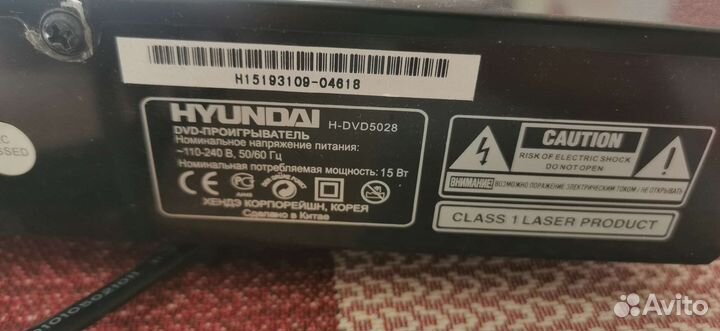 H15193109-04618
HYUNDAI H-DVD5028
DVD-ПРОИГРЫВАТЕЛЬ
Номинальное напряжение питания:
~110-240 В, 50/60 Гц
Номинальная потребляемая мощность: 15 Вт
CE
ХЕНДЭ КОРПОРЕЙШН, КОРЕЯ
Сделано в Китае
CAUTION
RISK OF ELECTRIC SHOCK
DO NOT OPEN
ВНИМАНИЕ: ВОЗМОЖНО ПОРАЖЕНИЕ ЭЛЕКТРИЧЕСКИМ ТОКОМ / НЕ ОТКРЫВАТЬ
CLASS 1 LASER PRODUCT
Avito